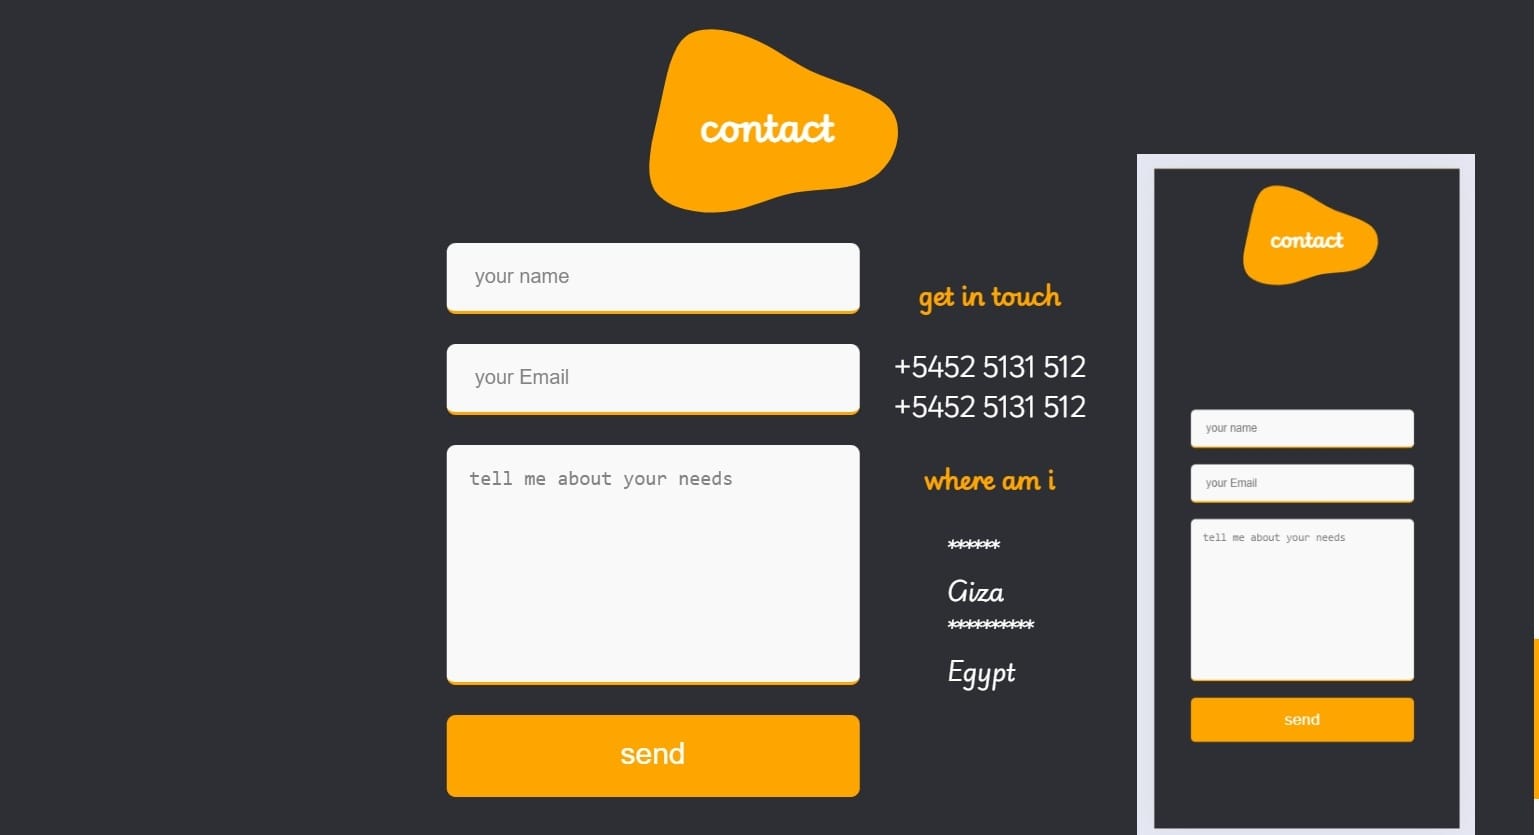 contact
your name
your Email
tell me about your needs
send
get in touch
+5452 5131 512
+5452 5131 512
where am i
******
Giza
**********
Egypt
contact
your name
your Email
tell me about your needs
send